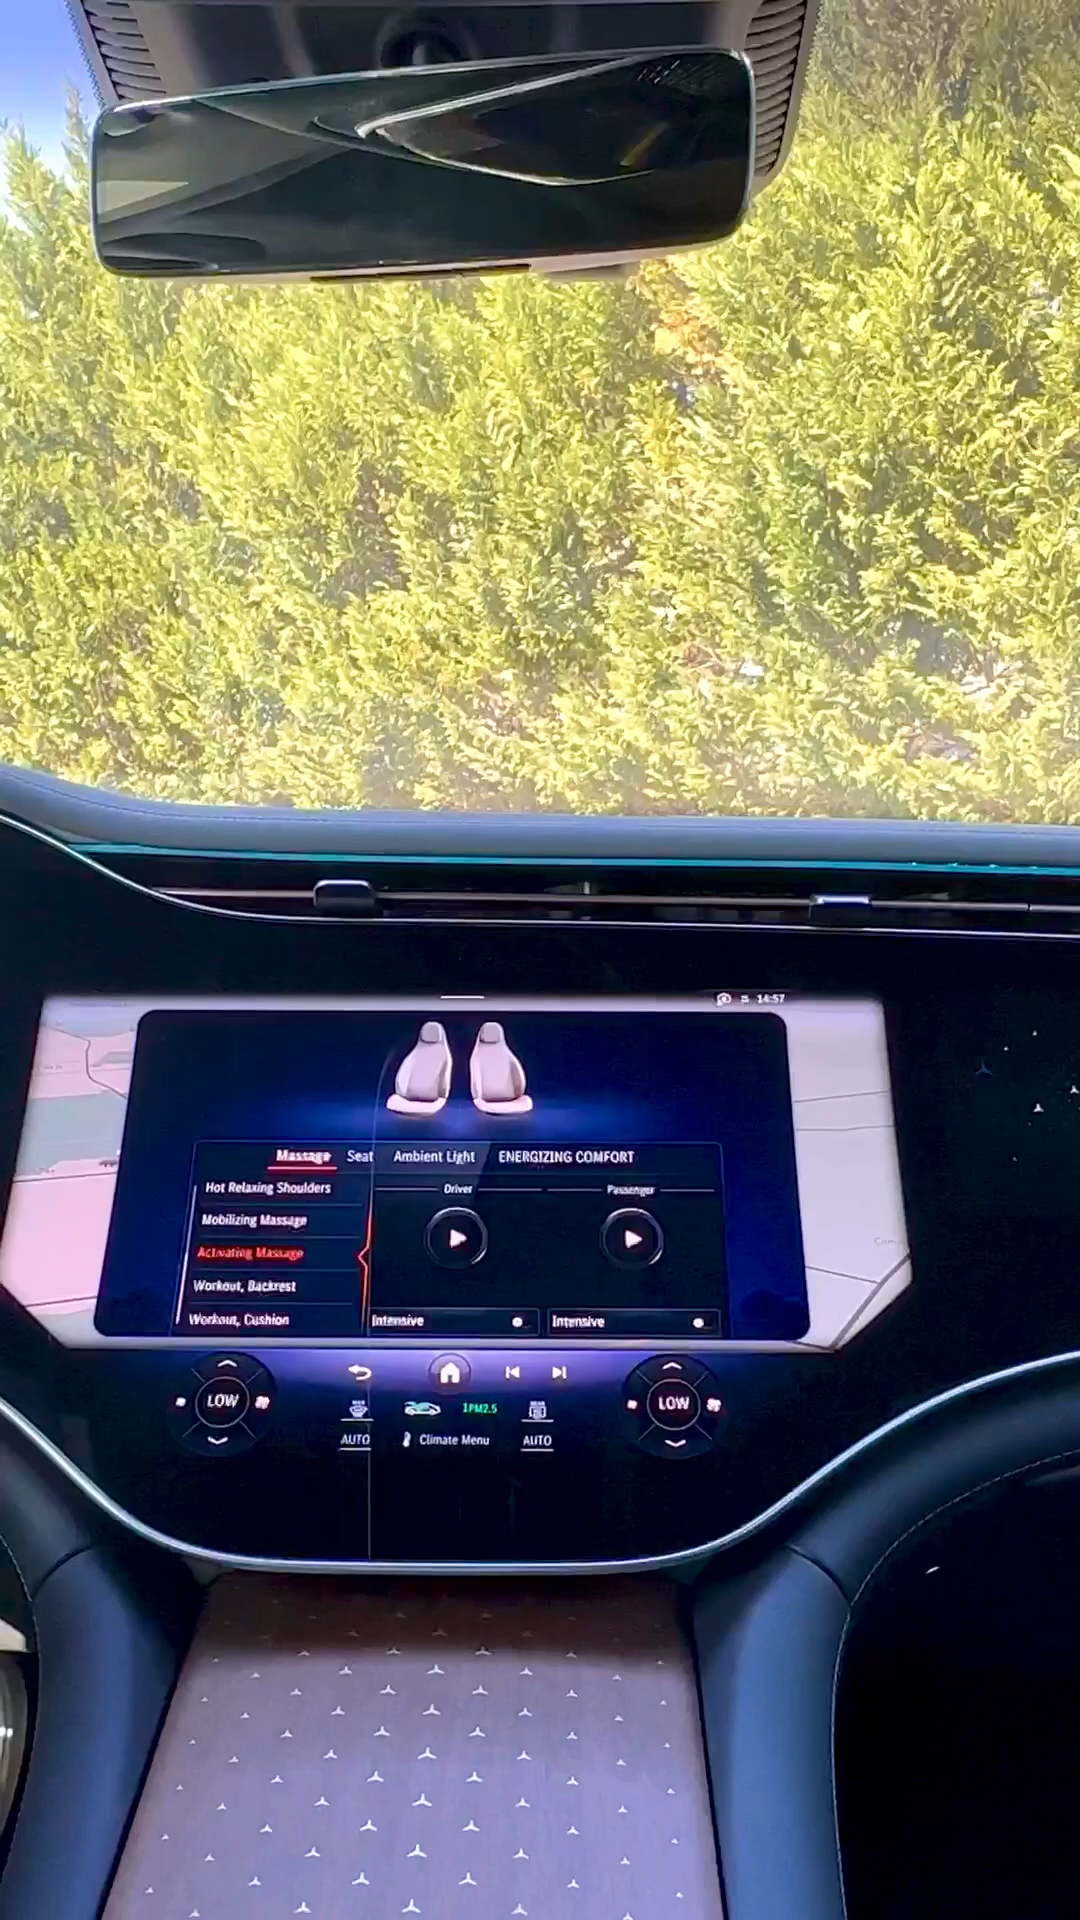 14:57
Massage Seat Ambient Light ENERGIZING COMFORT
Hot Relaxing Shoulders
Driver Passenger
Mobilizing Massage
Activating Massage
Workout, Backrest
Workout, Cushion
Intensive Intensive
LOW LOW
1PM2.5
AUTO Climate Menu AUTO